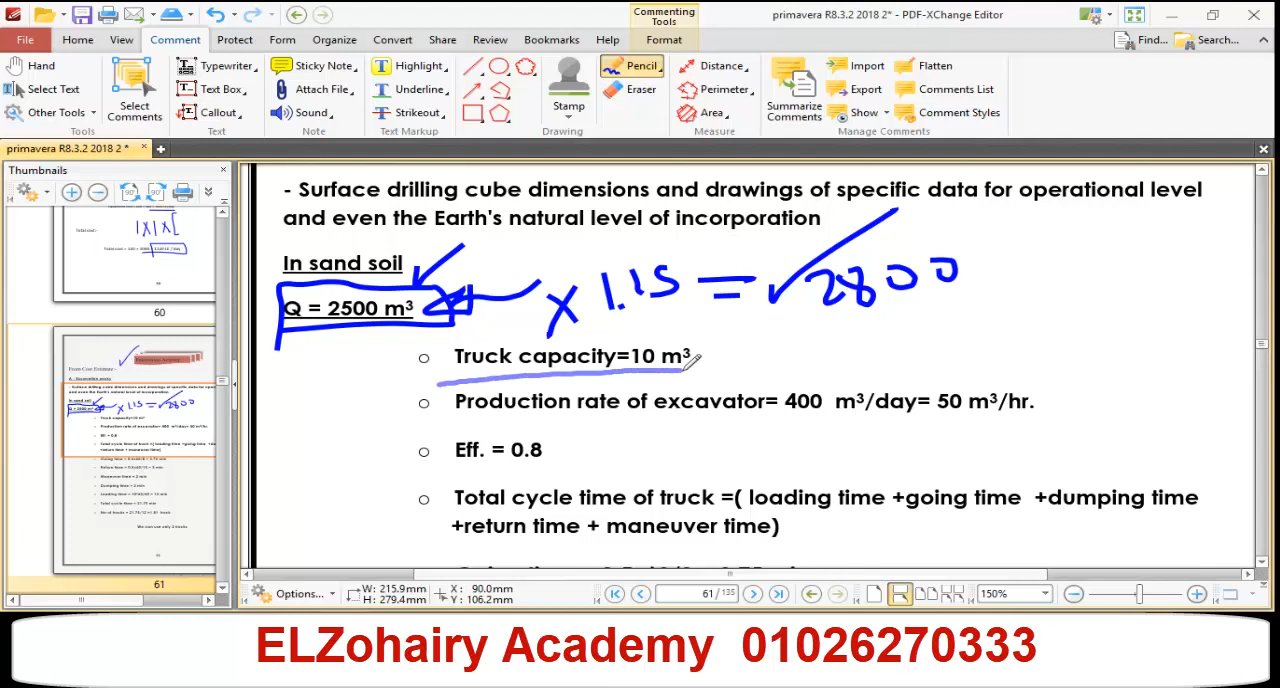 Commenting
Tools
primavera R8.3.2 2018 2* - PDF-XChange Editor
File Home View Comment Protect Form Organize Convert Share Review Bookmarks Help Format Find... Search...
Hand
Select Text
Other Tools
Tools
Select
Comments
Typewriter
Text Box
Callout
Text
Sticky Note
Attach File
Sound
Note
Highlight
Underline
Strikeout
Text Markup
Drawing
Stamp
Pencil
Eraser
Distance
Perimeter
Area
Measure
Summarize
Comments
Import
Export
Show
Flatten
Comments List
Comment Styles
Manage Comments
primavera R8.3.2 2018 2 *
Thumbnails
60
61
- Surface drilling cube dimensions and drawings of specific data for operational level
and even the Earth's natural level of incorporation
In sand soil
Q = 2500 m³ x 1.15 = 2800
Truck capacity=10 m³
Production rate of excavator= 400 m³/day= 50 m³/hr.
Eff. = 0.8
Total cycle time of truck =( loading time +going time +dumping time
+return time + maneuver time)
Options...
W: 215.9mm
H: 279.4mm
X: 90.0mm
Y: 106.2mm
61 /135
150%
ELZohairy Academy 01026270333